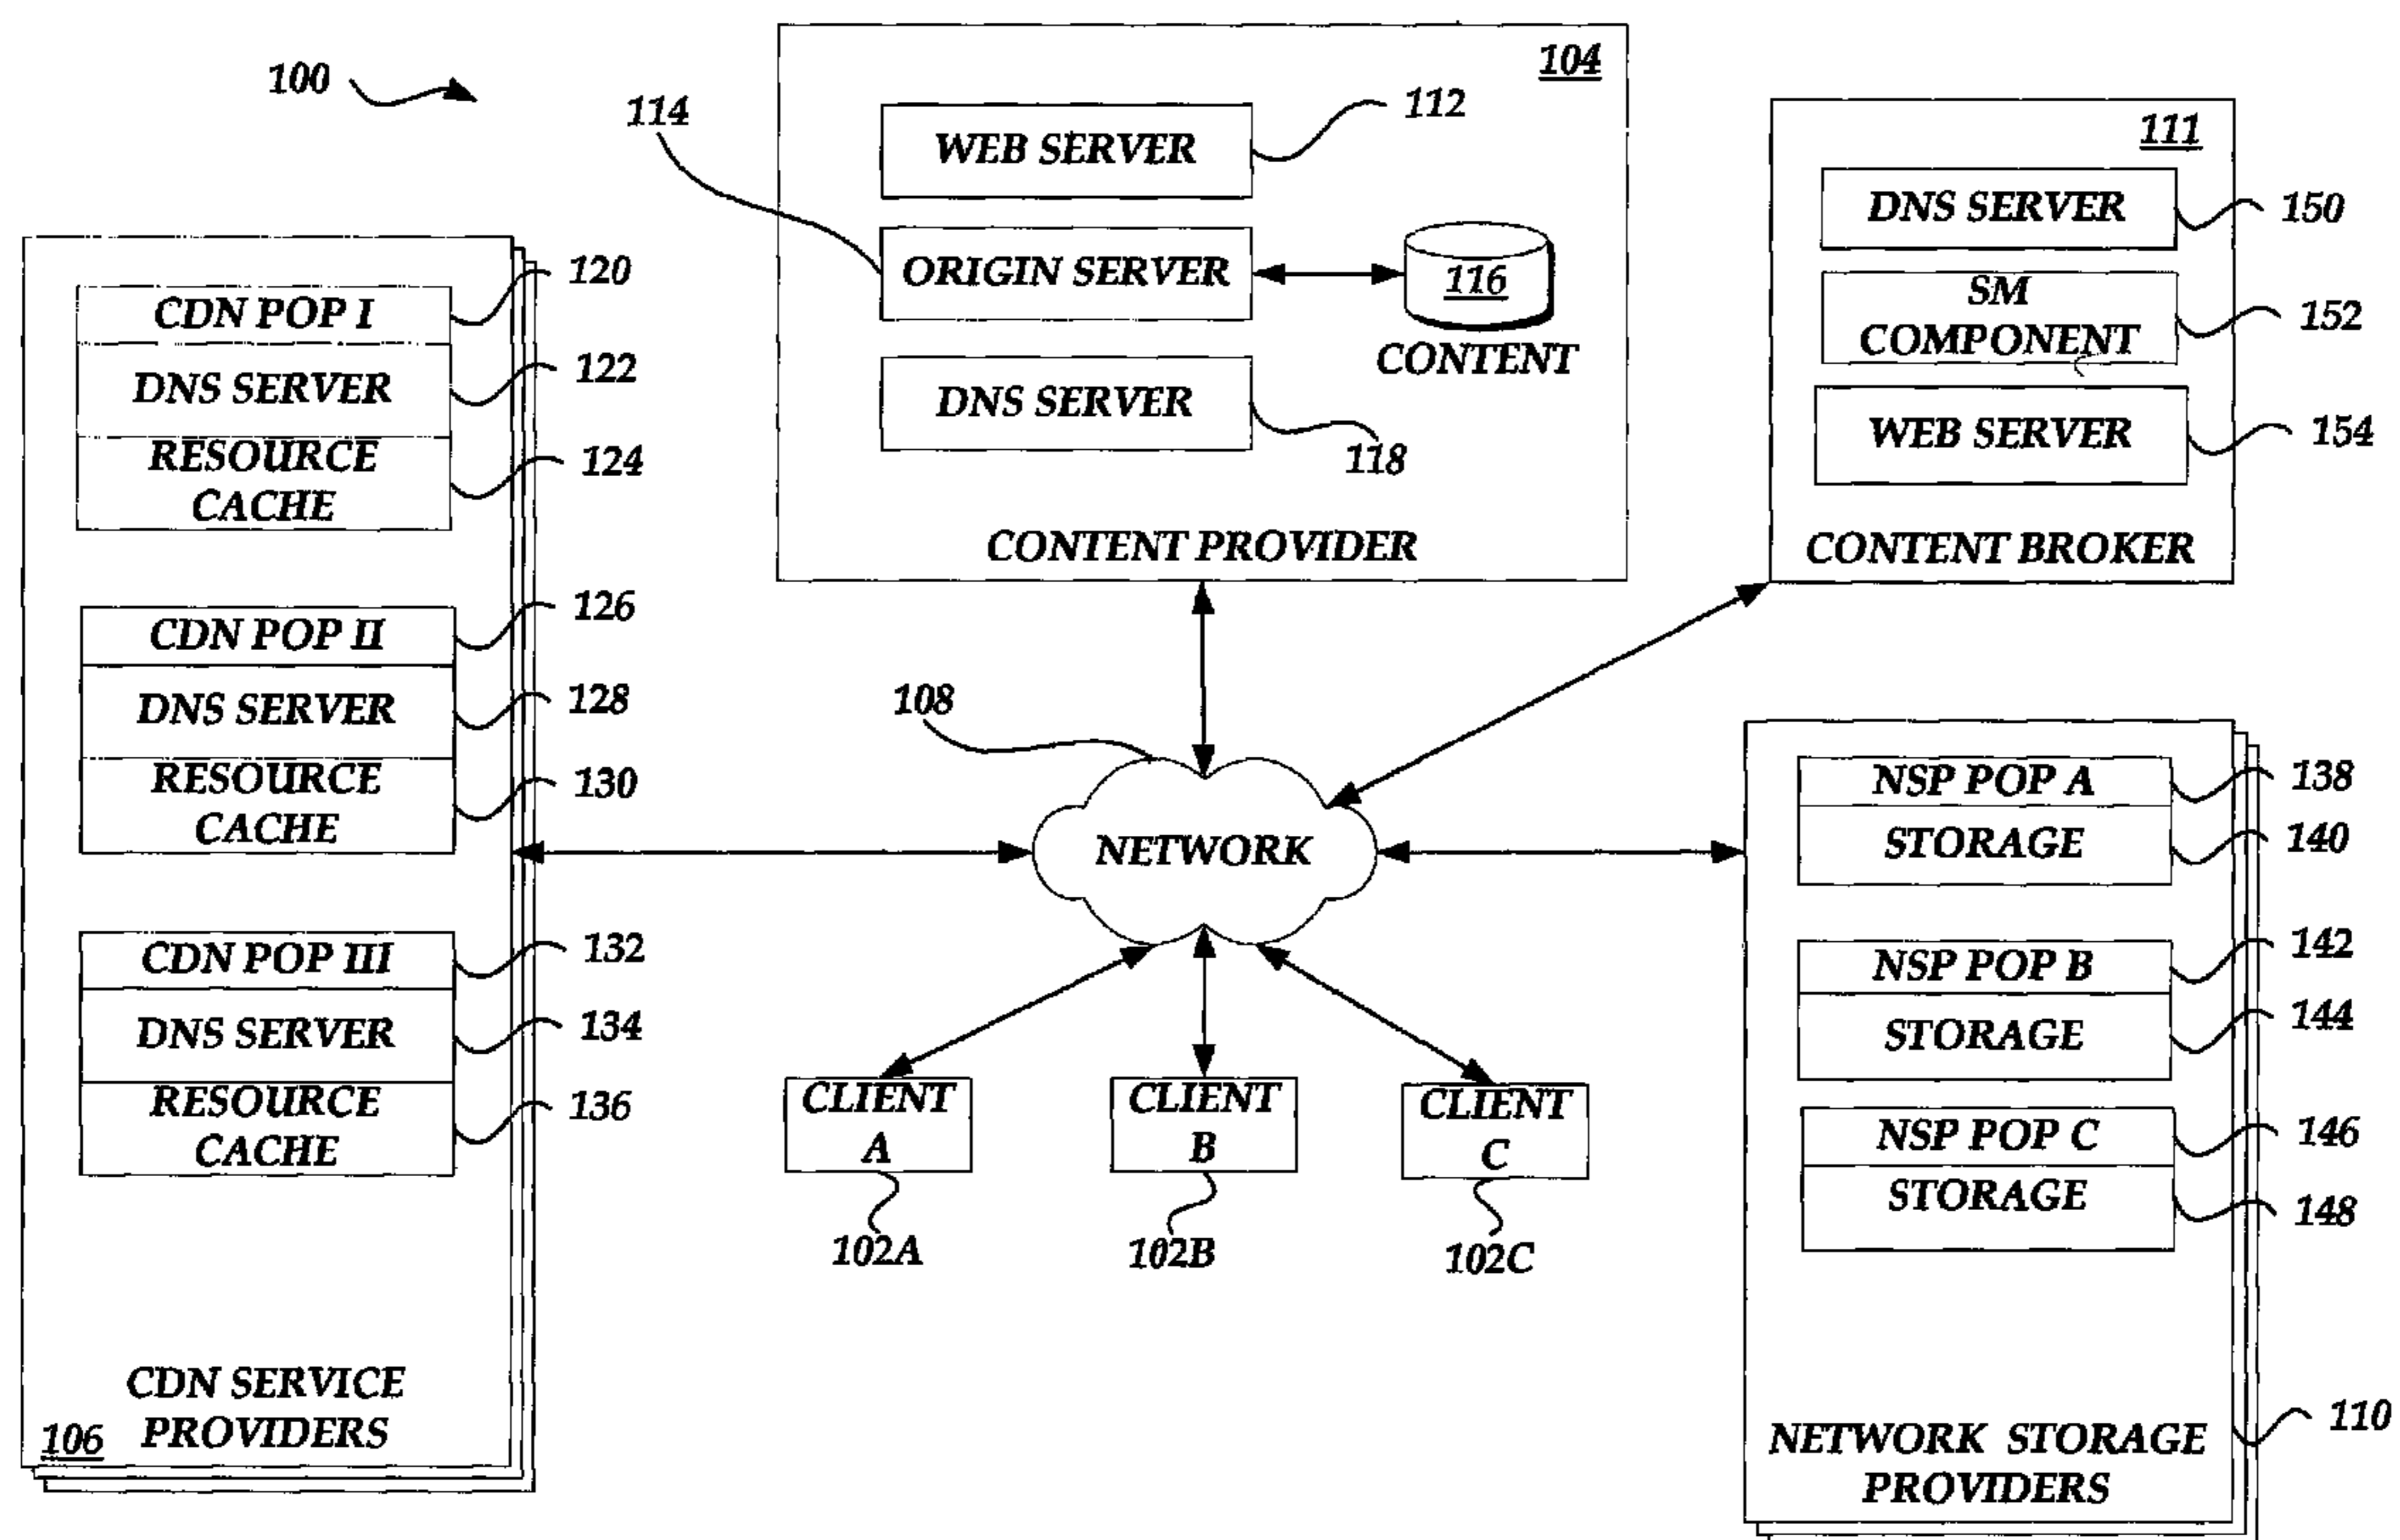 100
104
WEB SERVER
112
114
ORIGIN SERVER
116
CONTENT
DNS SERVER
118
CONTENT PROVIDER
111
DNS SERVER
150
SM
COMPONENT
152
WEB SERVER
154
CONTENT BROKER
CDN POP I
120
DNS SERVER
122
RESOURCE
CACHE
124
CDN POP II
126
DNS SERVER
128
RESOURCE
CACHE
130
CDN POP III
132
DNS SERVER
134
RESOURCE
CACHE
136
CDN SERVICE
PROVIDERS
106
108
NETWORK
CLIENT
A
102A
CLIENT
B
102B
CLIENT
C
102C
NSP POP A
138
STORAGE
140
NSP POP B
142
STORAGE
144
NSP POP C
146
STORAGE
148
NETWORK STORAGE
PROVIDERS
110